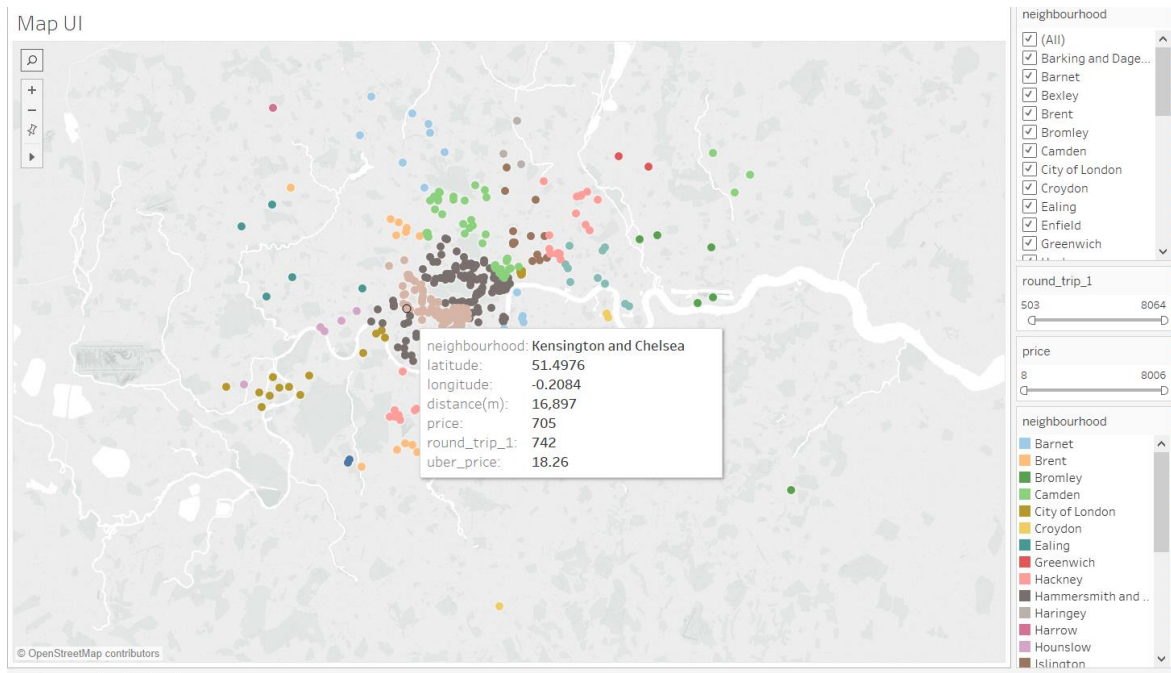 Map UI
neighbourhood: Kensington and Chelsea
latitude: 51.4976
longitude: -0.2084
distance(m): 16,897
price: 705
round_trip_1: 742
uber_price: 18.26
© OpenStreetMap contributors
neighbourhood
(All)
Barking and Dage...
Barnet
Bexley
Brent
Bromley
Camden
City of London
Croydon
Ealing
Enfield
Greenwich
round_trip_1
503 8064
price
8 8006
neighbourhood
Barnet
Brent
Bromley
Camden
City of London
Croydon
Ealing
Greenwich
Hackney
Hammersmith and ..
Haringey
Harrow
Hounslow
Islington